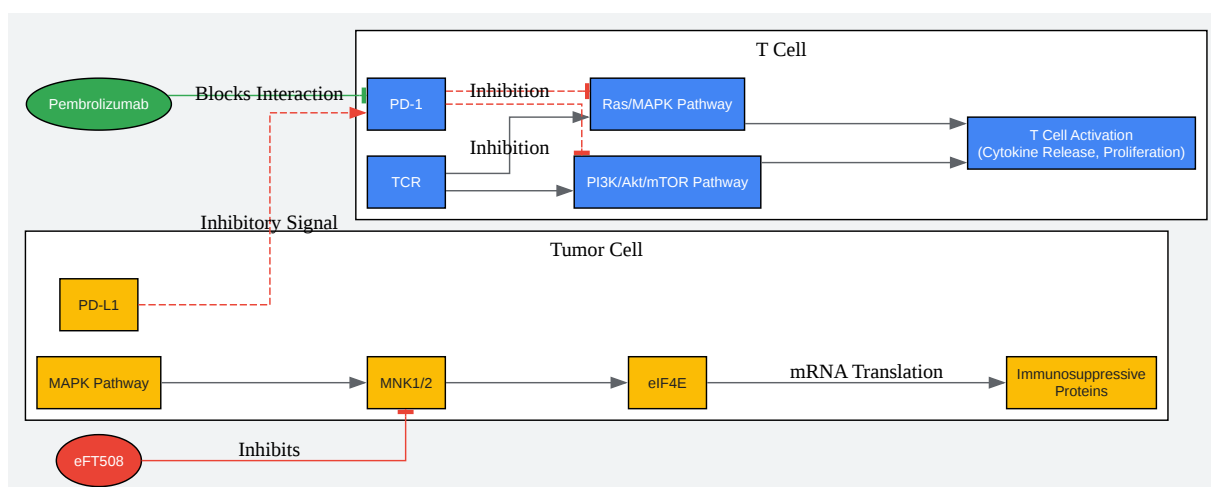 T Cell
Pembrolizumab
Blocks Interaction
PD-1
Inhibition
Ras/MAPK Pathway
T Cell Activation
(Cytokine Release, Proliferation)
Inhibition
TCR
PI3K/Akt/mTOR Pathway
Inhibitory Signal
Tumor Cell
PD-L1
MAPK Pathway
MNK1/2
eIF4E
mRNA Translation
Immunosuppressive
Proteins
eFT508
Inhibits